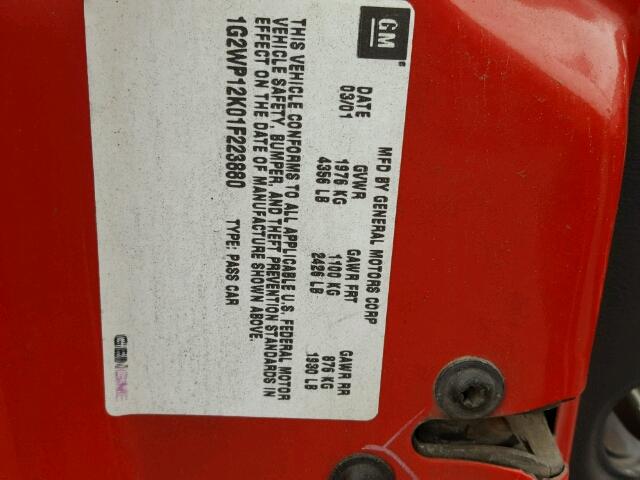 GM
MFD BY GENERAL MOTORS CORP
DATE GVWR GAWR FRT GAWR RR
03/01 1976 KG 1100 KG 876 KG
4356 LB 2426 LB 1930 LB
THIS VEHICLE CONFORMS TO ALL APPLICABLE U.S. FEDERAL MOTOR
VEHICLE SAFETY, BUMPER, AND THEFT PREVENTION STANDARDS IN
EFFECT ON THE DATE OF MANUFACTURE SHOWN ABOVE.
1G2WP12K01F223880 TYPE: PASS CAR